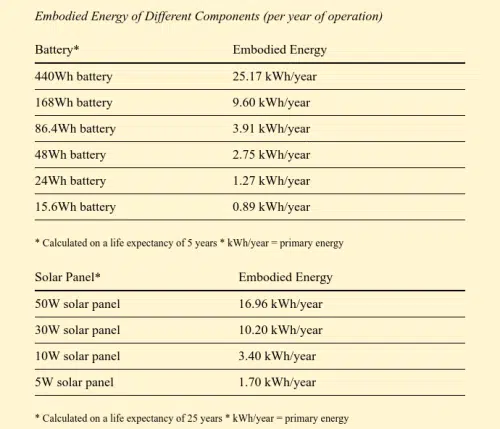 Embodied Energy of Different Components (per year of operation)
Battery* Embodied Energy
440Wh battery 25.17 kWh/year
168Wh battery 9.60 kWh/year
86.4Wh battery 3.91 kWh/year
48Wh battery 2.75 kWh/year
24Wh battery 1.27 kWh/year
15.6Wh battery 0.89 kWh/year
* Calculated on a life expectancy of 5 years * kWh/year = primary energy
Solar Panel* Embodied Energy
50W solar panel 16.96 kWh/year
30W solar panel 10.20 kWh/year
10W solar panel 3.40 kWh/year
5W solar panel 1.70 kWh/year
* Calculated on a life expectancy of 25 years * kWh/year = primary energy